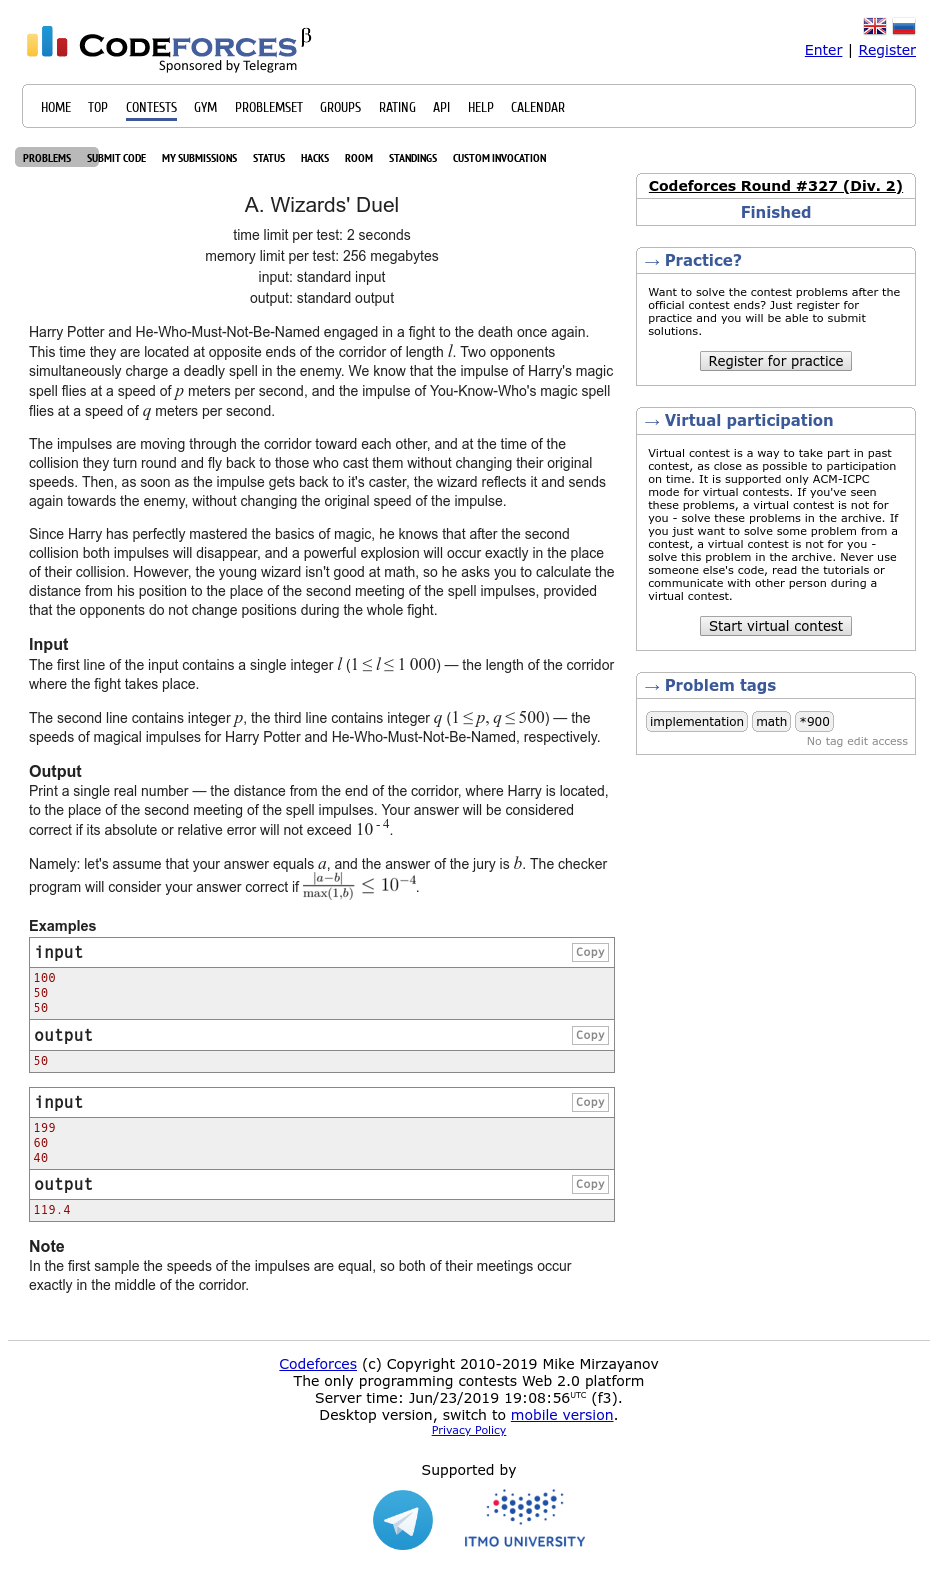 CODEFORCES β
Sponsored by Telegram
Enter | Register
HOME TOP CONTESTS GYM PROBLEMSET GROUPS RATING API HELP CALENDAR
PROBLEMS SUBMIT CODE MY SUBMISSIONS STATUS HACKS ROOM STANDINGS CUSTOM INVOCATION
A. Wizards' Duel
time limit per test: 2 seconds
memory limit per test: 256 megabytes
input: standard input
output: standard output
Harry Potter and He-Who-Must-Not-Be-Named engaged in a fight to the death once again.
This time they are located at opposite ends of the corridor of length l. Two opponents
simultaneously charge a deadly spell in the enemy. We know that the impulse of Harry's magic
spell flies at a speed of p meters per second, and the impulse of You-Know-Who's magic spell
flies at a speed of q meters per second.
The impulses are moving through the corridor toward each other, and at the time of the
collision they turn round and fly back to those who cast them without changing their original
speeds. Then, as soon as the impulse gets back to it's caster, the wizard reflects it and sends
again towards the enemy, without changing the original speed of the impulse.
Since Harry has perfectly mastered the basics of magic, he knows that after the second
collision both impulses will disappear, and a powerful explosion will occur exactly in the place
of their collision. However, the young wizard isn't good at math, so he asks you to calculate the
distance from his position to the place of the second meeting of the spell impulses, provided
that the opponents do not change positions during the whole fight.
Input
The first line of the input contains a single integer l (1 ≤ l ≤ 1 000) — the length of the corridor
where the fight takes place.
The second line contains integer p, the third line contains integer q (1 ≤ p, q ≤ 500) — the
speeds of magical impulses for Harry Potter and He-Who-Must-Not-Be-Named, respectively.
Output
Print a single real number — the distance from the end of the corridor, where Harry is located,
to the place of the second meeting of the spell impulses. Your answer will be considered
correct if its absolute or relative error will not exceed 10^-4.
Namely: let's assume that your answer equals a, and the answer of the jury is b. The checker
program will consider your answer correct if |a−b| / max(1,b) ≤ 10^−4.
Examples
input Copy
100
50
50
output Copy
50
input Copy
199
60
40
output Copy
119.4
Note
In the first sample the speeds of the impulses are equal, so both of their meetings occur
exactly in the middle of the corridor.
Codeforces Round #327 (Div. 2)
Finished
→ Practice?
Want to solve the contest problems after the
official contest ends? Just register for
practice and you will be able to submit
solutions.
Register for practice
→ Virtual participation
Virtual contest is a way to take part in past
contest, as close as possible to participation
on time. It is supported only ACM-ICPC
mode for virtual contests. If you've seen
these problems, a virtual contest is not for
you - solve these problems in the archive. If
you just want to solve some problem from a
contest, a virtual contest is not for you -
solve this problem in the archive. Never use
someone else's code, read the tutorials or
communicate with other person during a
virtual contest.
Start virtual contest
→ Problem tags
implementation math *900
No tag edit access
Codeforces (c) Copyright 2010-2019 Mike Mirzayanov
The only programming contests Web 2.0 platform
Server time: Jun/23/2019 19:08:56UTC (f3).
Desktop version, switch to mobile version.
Privacy Policy
Supported by
ITMO UNIVERSITY